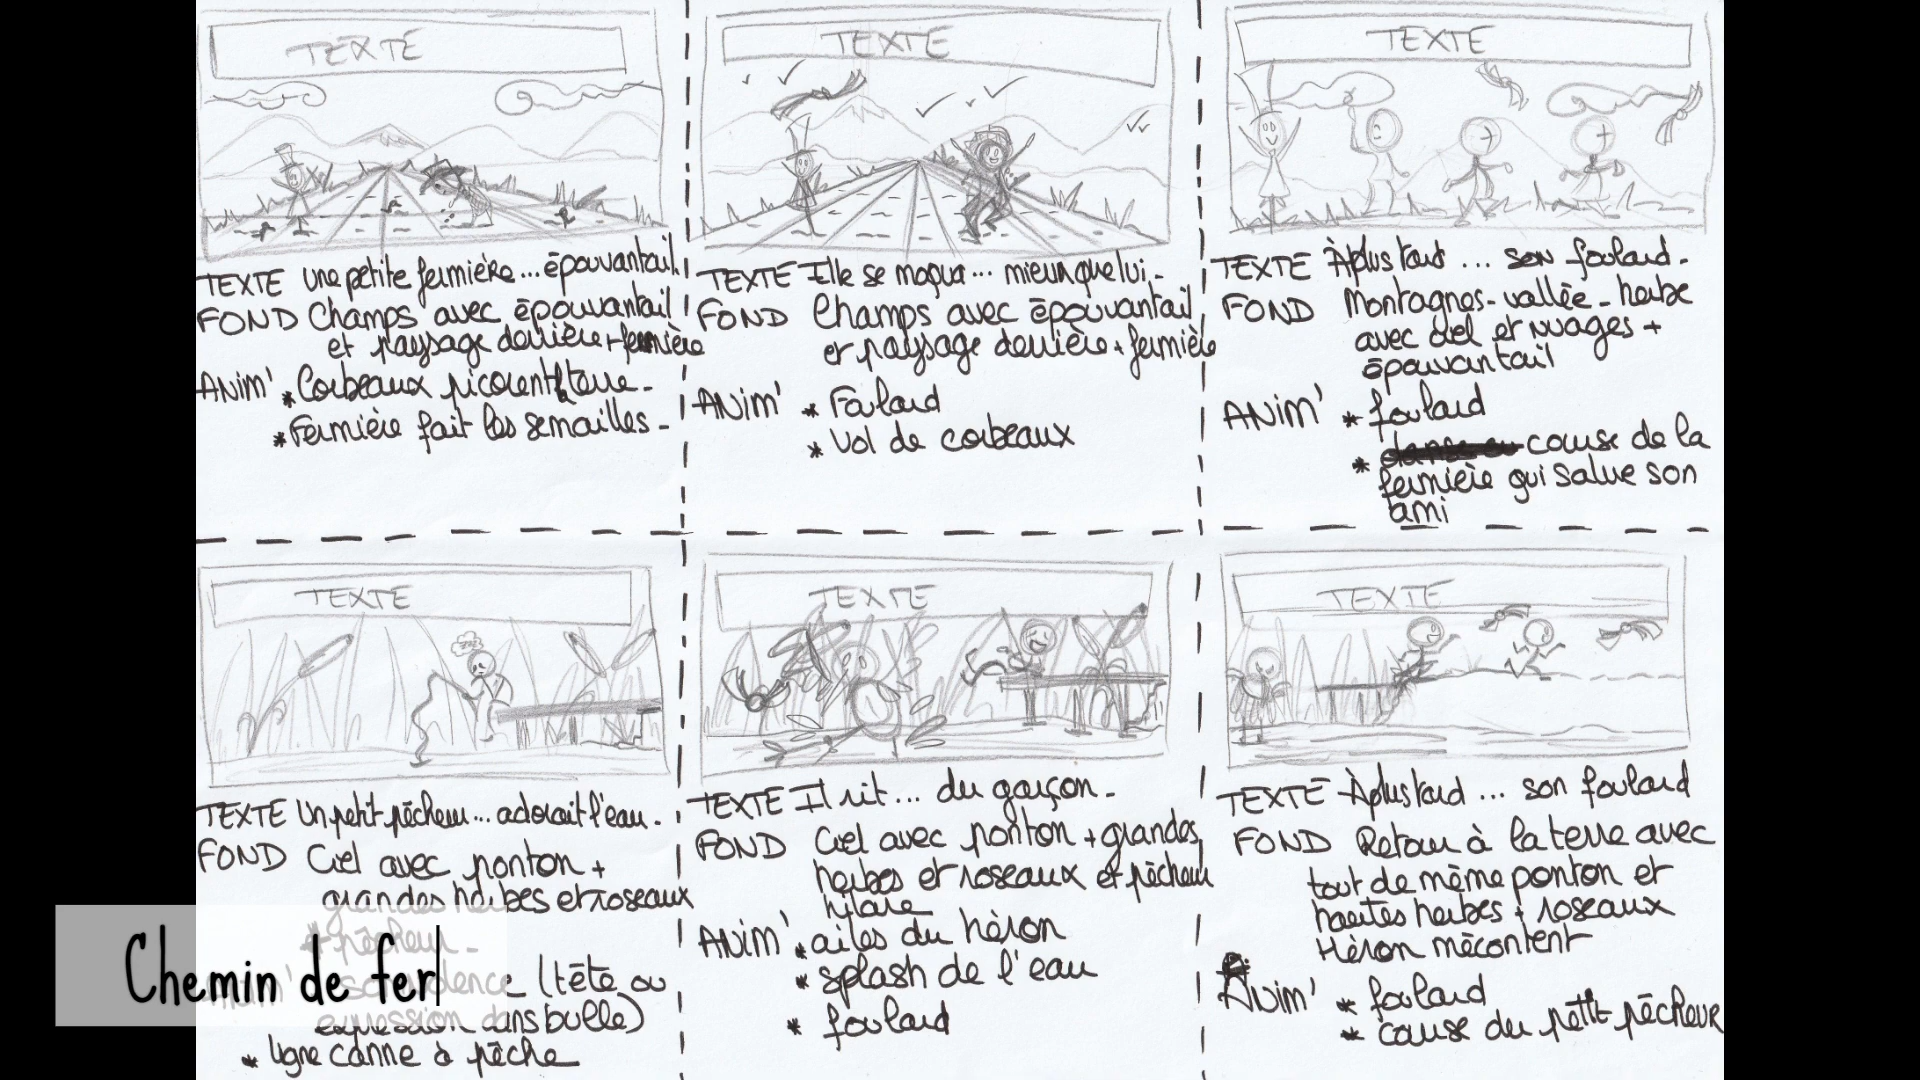 TEXTE
TEXTE une petite fermière... épouvantail.
FOND Champs avec épouvantail
et paysage derrière + fermière
ANIM' * Corbeaux picorent terre.
* Fermière fait les semailles.
TEXTE
TEXTE Elle se moqua... mieux que lui.
FOND Champs avec épouvantail
et paysage derrière + fermière
ANIM' * Foulard
* Vol de corbeaux
TEXTE
TEXTE À plus tard ... son foulard.
FOND Montagnes - vallée - herbe
avec ciel et nuages +
épouvantail
ANIM' * foulard
* course de la
fermière qui salue son
ami
TEXTE
zzz
TEXTE Un petit pêcheur... adorait l'eau.
FOND Ciel avec ponton +
grandes herbes et roseaux
+ pêcheur.
(tête ou
expression dans bulle)
* ligne canne à pêche
TEXTE
TEXTE Il rit ... du garçon.
FOND Ciel avec ponton + grandes
herbes et roseaux et pêcheur
hilare
ANIM' * ailes du héron
* splash de l'eau
* foulard
TEXTE
TEXTE À plus tard ... son foulard
FOND Retour à la terre avec
tout de même ponton et
hautes herbes + roseaux
Héron mécontent
ANIM' * foulard
* course du petit pêcheur
Chemin de fer